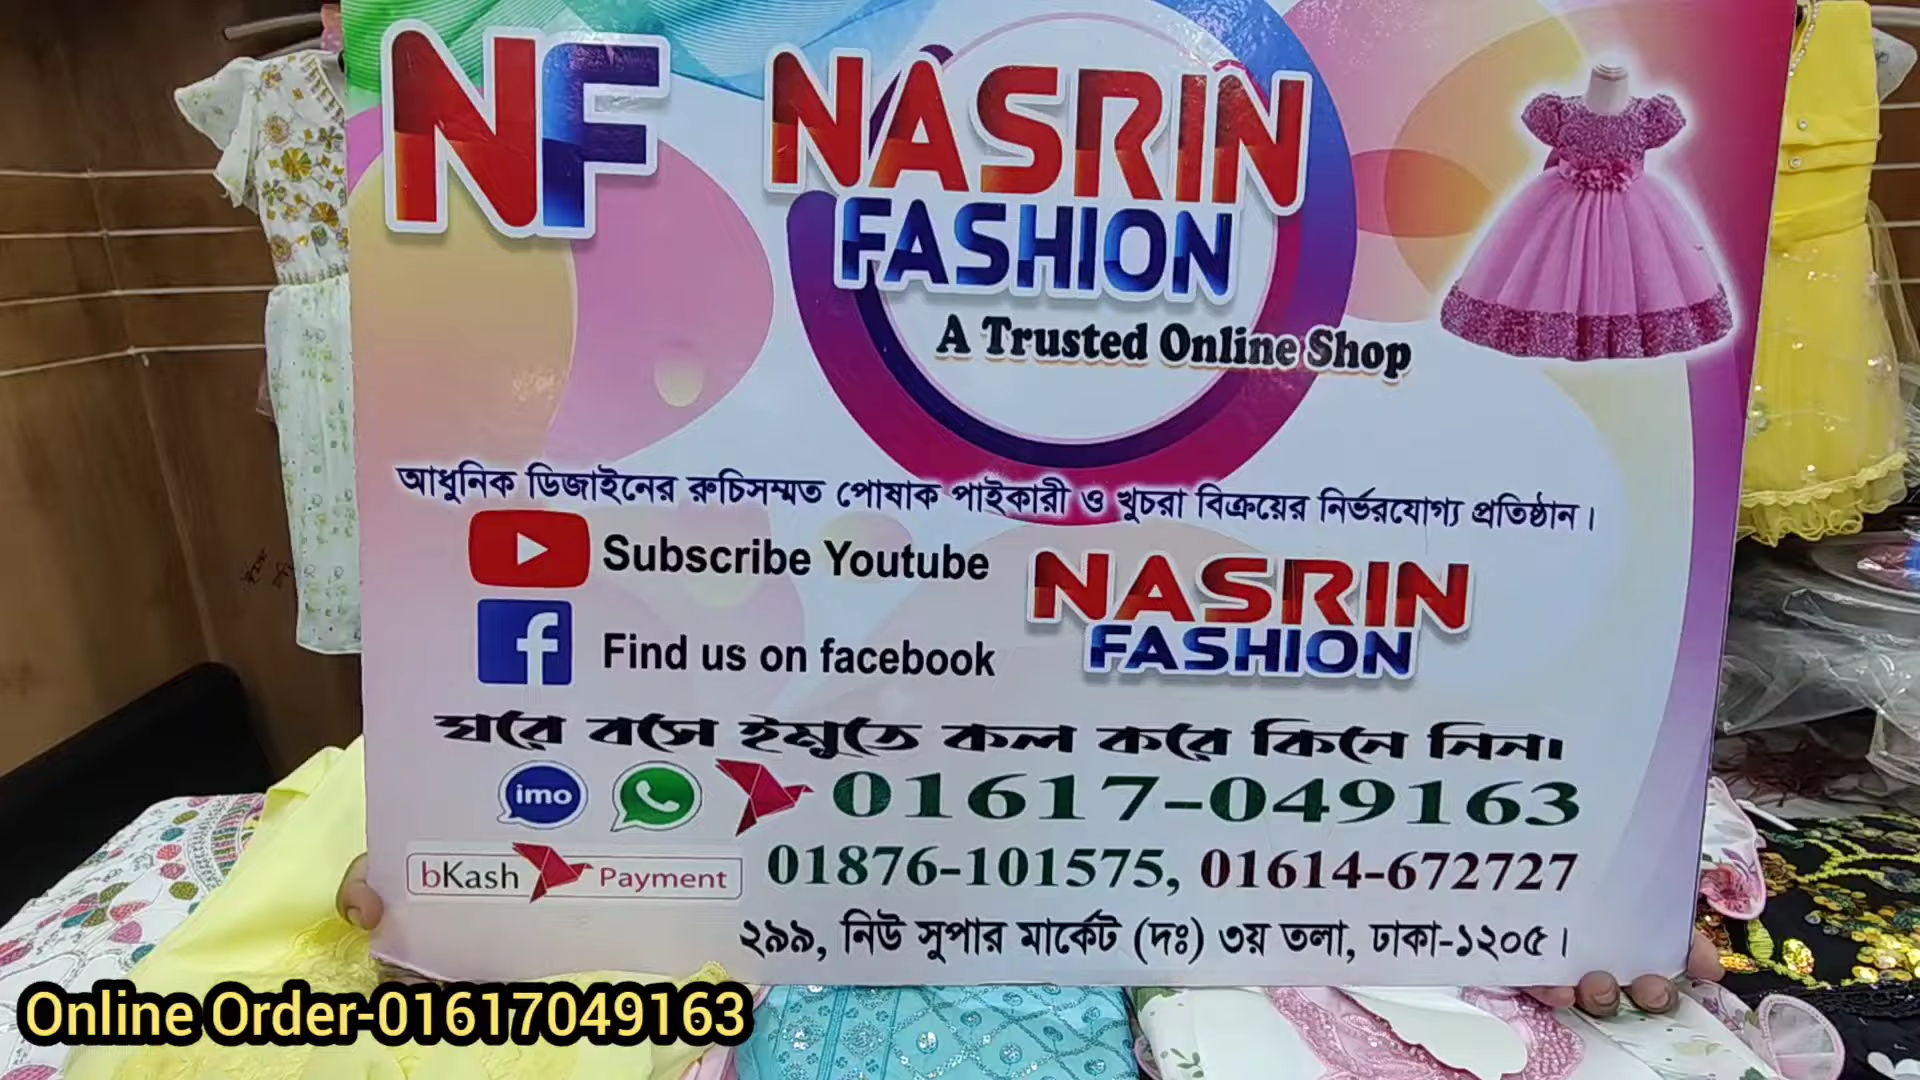 NF
NASRIN
FASHION
A Trusted Online Shop
আধুনিক ডিজাইনের রুচিসম্মত পোষাক পাইকারী ও খুচরা বিক্রয়ের নির্ভরযোগ্য প্রতিষ্ঠান।
Subscribe Youtube
NASRIN
FASHION
f Find us on facebook
ঘরে বসে ইমুতে কল করে কিনে নিন।
imo 01617-049163
bKash Payment 01876-101575, 01614-672727
২৯৯, নিউ সুপার মার্কেট (দঃ) ৩য় তলা, ঢাকা-১২০৫।
Online Order-01617049163